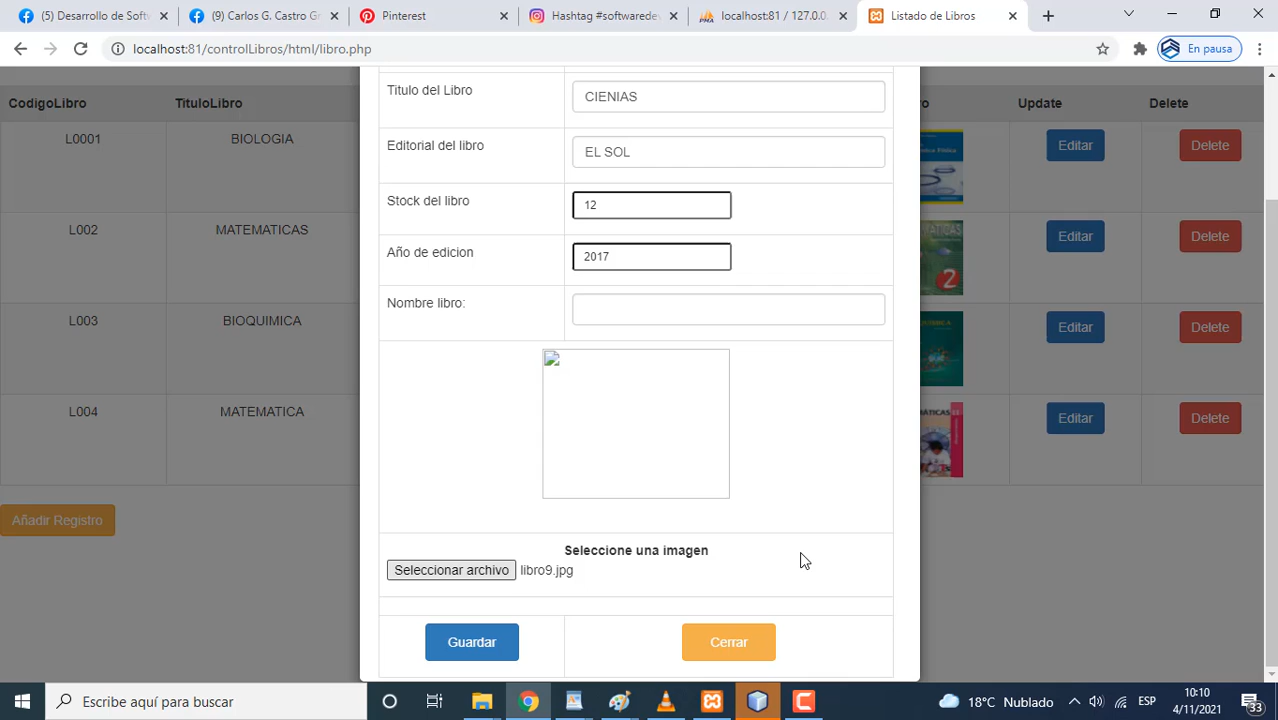 (5) Desarrollo de Softw
(9) Carlos G. Castro Gr
Pinterest
Hashtag #softwaredev
localhost:81 / 127.0.0.
Listado de Libros
localhost:81/controlLibros/html/libro.php
En pausa
CodigoLibro TituloLibro Update Delete
Titulo del Libro CIENIAS
L0001 BIOLOGIA Editar Delete
Editorial del libro EL SOL
Stock del libro 12
L002 MATEMATICAS Editar Delete
Año de edicion 2017
Nombre libro:
L003 BIOQUIMICA Editar Delete
L004 MATEMATICA Editar Delete
Añadir Registro
Seleccione una imagen
Seleccionar archivo libro9.jpg
Guardar Cerrar
Escribe aquí para buscar
18°C Nublado
ESP
10:10
4/11/2021
33